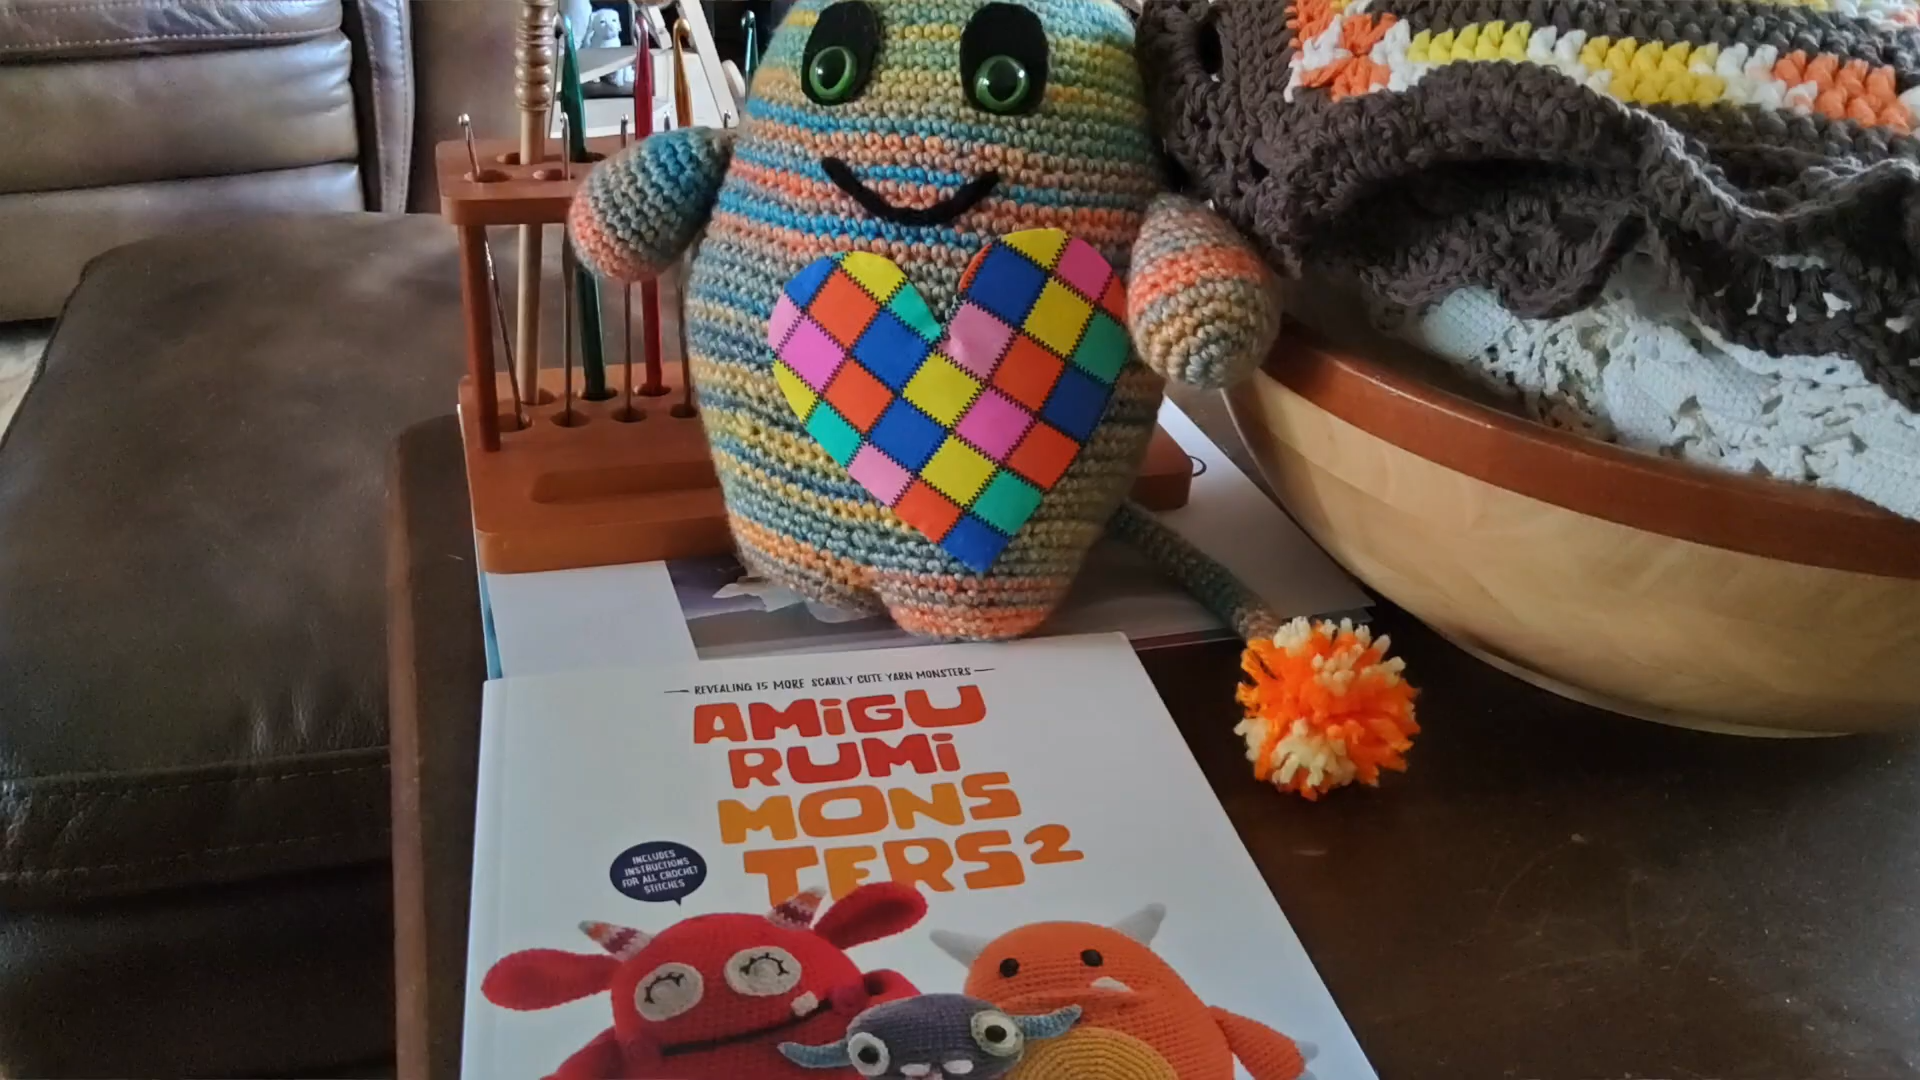 REVEALING 15 MORE SCARILY CUTE YARN MONSTERS
AMiGU
RUMi
MONS
TERS2
INCLUDES
INSTRUCTIONS
FOR ALL CROCHET
STITCHES